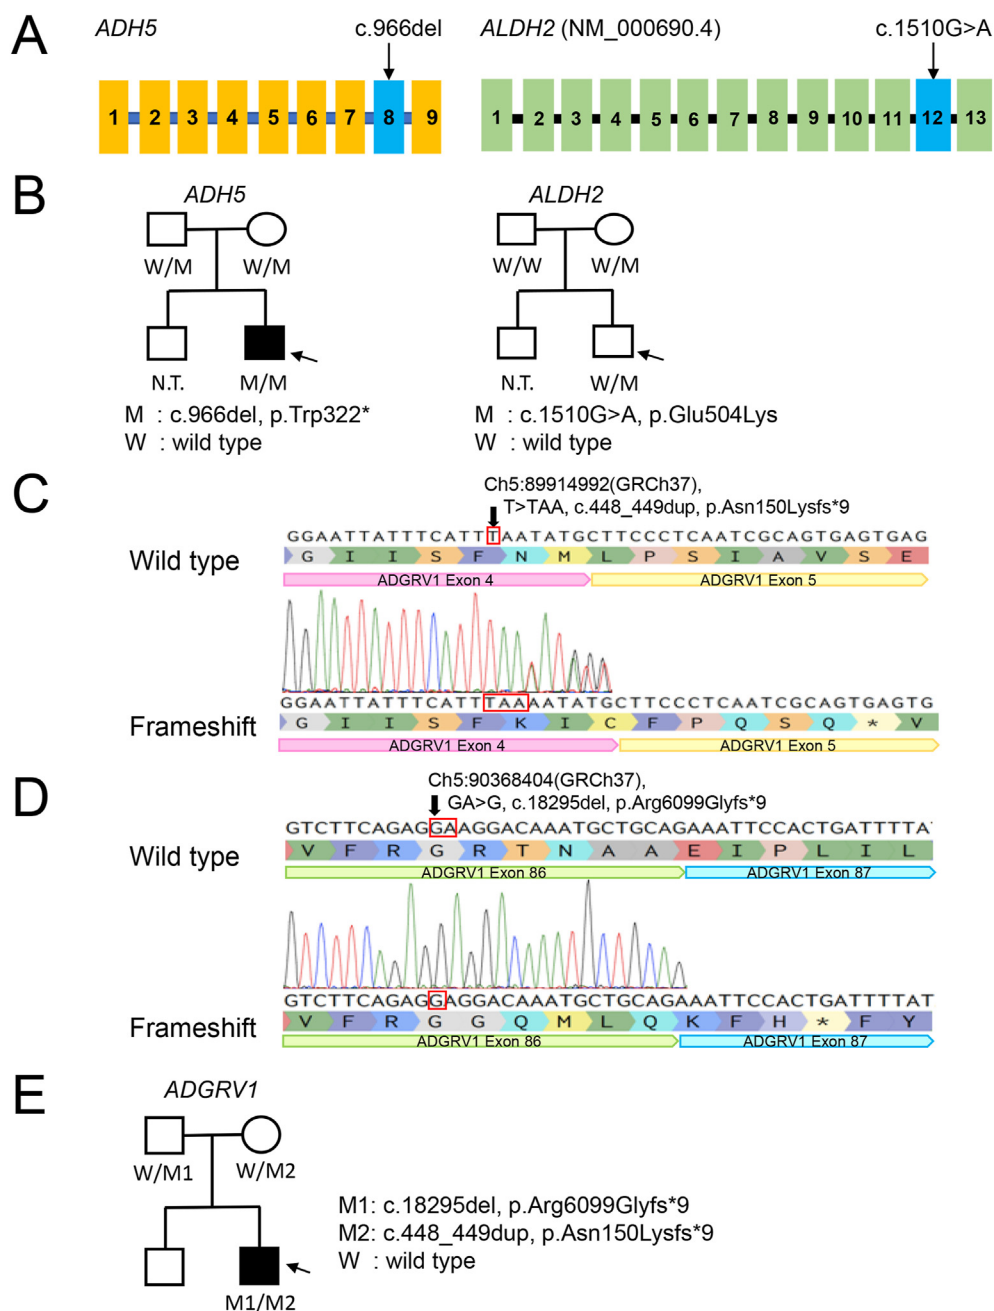 A
ADH5 c.966del ALDH2 (NM_000690.4) c.1510G>A
1 2 3 4 5 6 7 8 9 1 2 3 4 5 6 7 8 9 10 11 12 13
B
ADH5 ALDH2
W/M W/M W/W W/M
N.T. M/M N.T. W/M
M : c.966del, p.Trp322* M : c.1510G>A, p.Glu504Lys
W : wild type W : wild type
C
Ch5:89914992(GRCh37),
T>TAA, c.448_449dup, p.Asn150Lysfs*9
GGAATTATTTCATTTAATATGCTTCCCTCAATCGCAGTGAGTGAG
Wild type G I I S F N M L P S I A V S E
ADGRV1 Exon 4 ADGRV1 Exon 5
GGAATTATTTCATTTAAAATATGCTTCCCTCAATCGCAGTGAGTG
Frameshift G I I S F K I C F P Q S Q * V
ADGRV1 Exon 4 ADGRV1 Exon 5
D
Ch5:90368404(GRCh37),
GA>G, c.18295del, p.Arg6099Glyfs*9
GTCTTCAGAGGAAGGACAAATGCTGCAGAAATTCCACTGATTTTA
Wild type V F R G R T N A A E I P L I L
ADGRV1 Exon 86 ADGRV1 Exon 87
GTCTTCAGAGGAGGACAAATGCTGCAGAAATTCCACTGATTTTAT
Frameshift V F R G G Q M L Q K F H * F Y
ADGRV1 Exon 86 ADGRV1 Exon 87
E
ADGRV1
W/M1 W/M2
M1: c.18295del, p.Arg6099Glyfs*9
M2: c.448_449dup, p.Asn150Lysfs*9
W : wild type
M1/M2